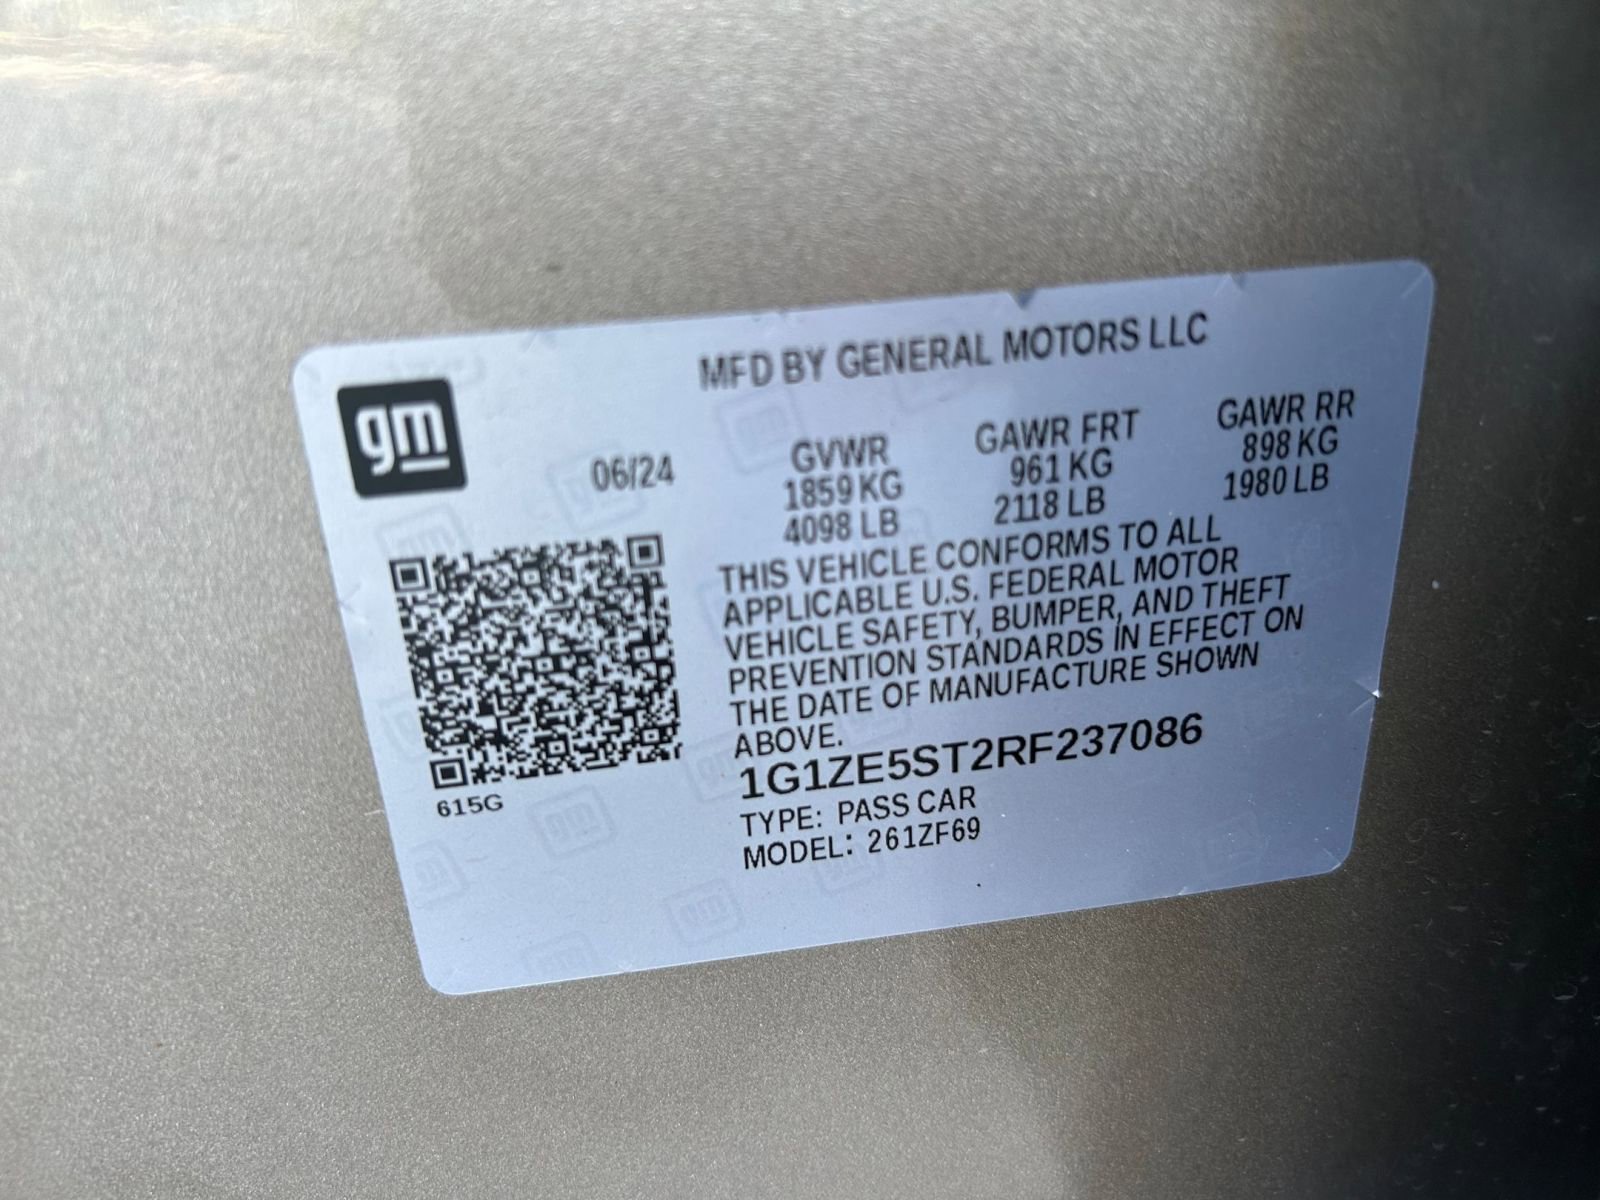 MFD BY GENERAL MOTORS LLC
gm
06/24
GVWR GAWR FRT GAWR RR
1859 KG 961 KG 898 KG
4098 LB 2118 LB 1980 LB
THIS VEHICLE CONFORMS TO ALL
APPLICABLE U.S. FEDERAL MOTOR
VEHICLE SAFETY, BUMPER, AND THEFT
PREVENTION STANDARDS IN EFFECT ON
THE DATE OF MANUFACTURE SHOWN
ABOVE.
1G1ZE5ST2RF237086
TYPE: PASS CAR
MODEL: 261ZF69
615G